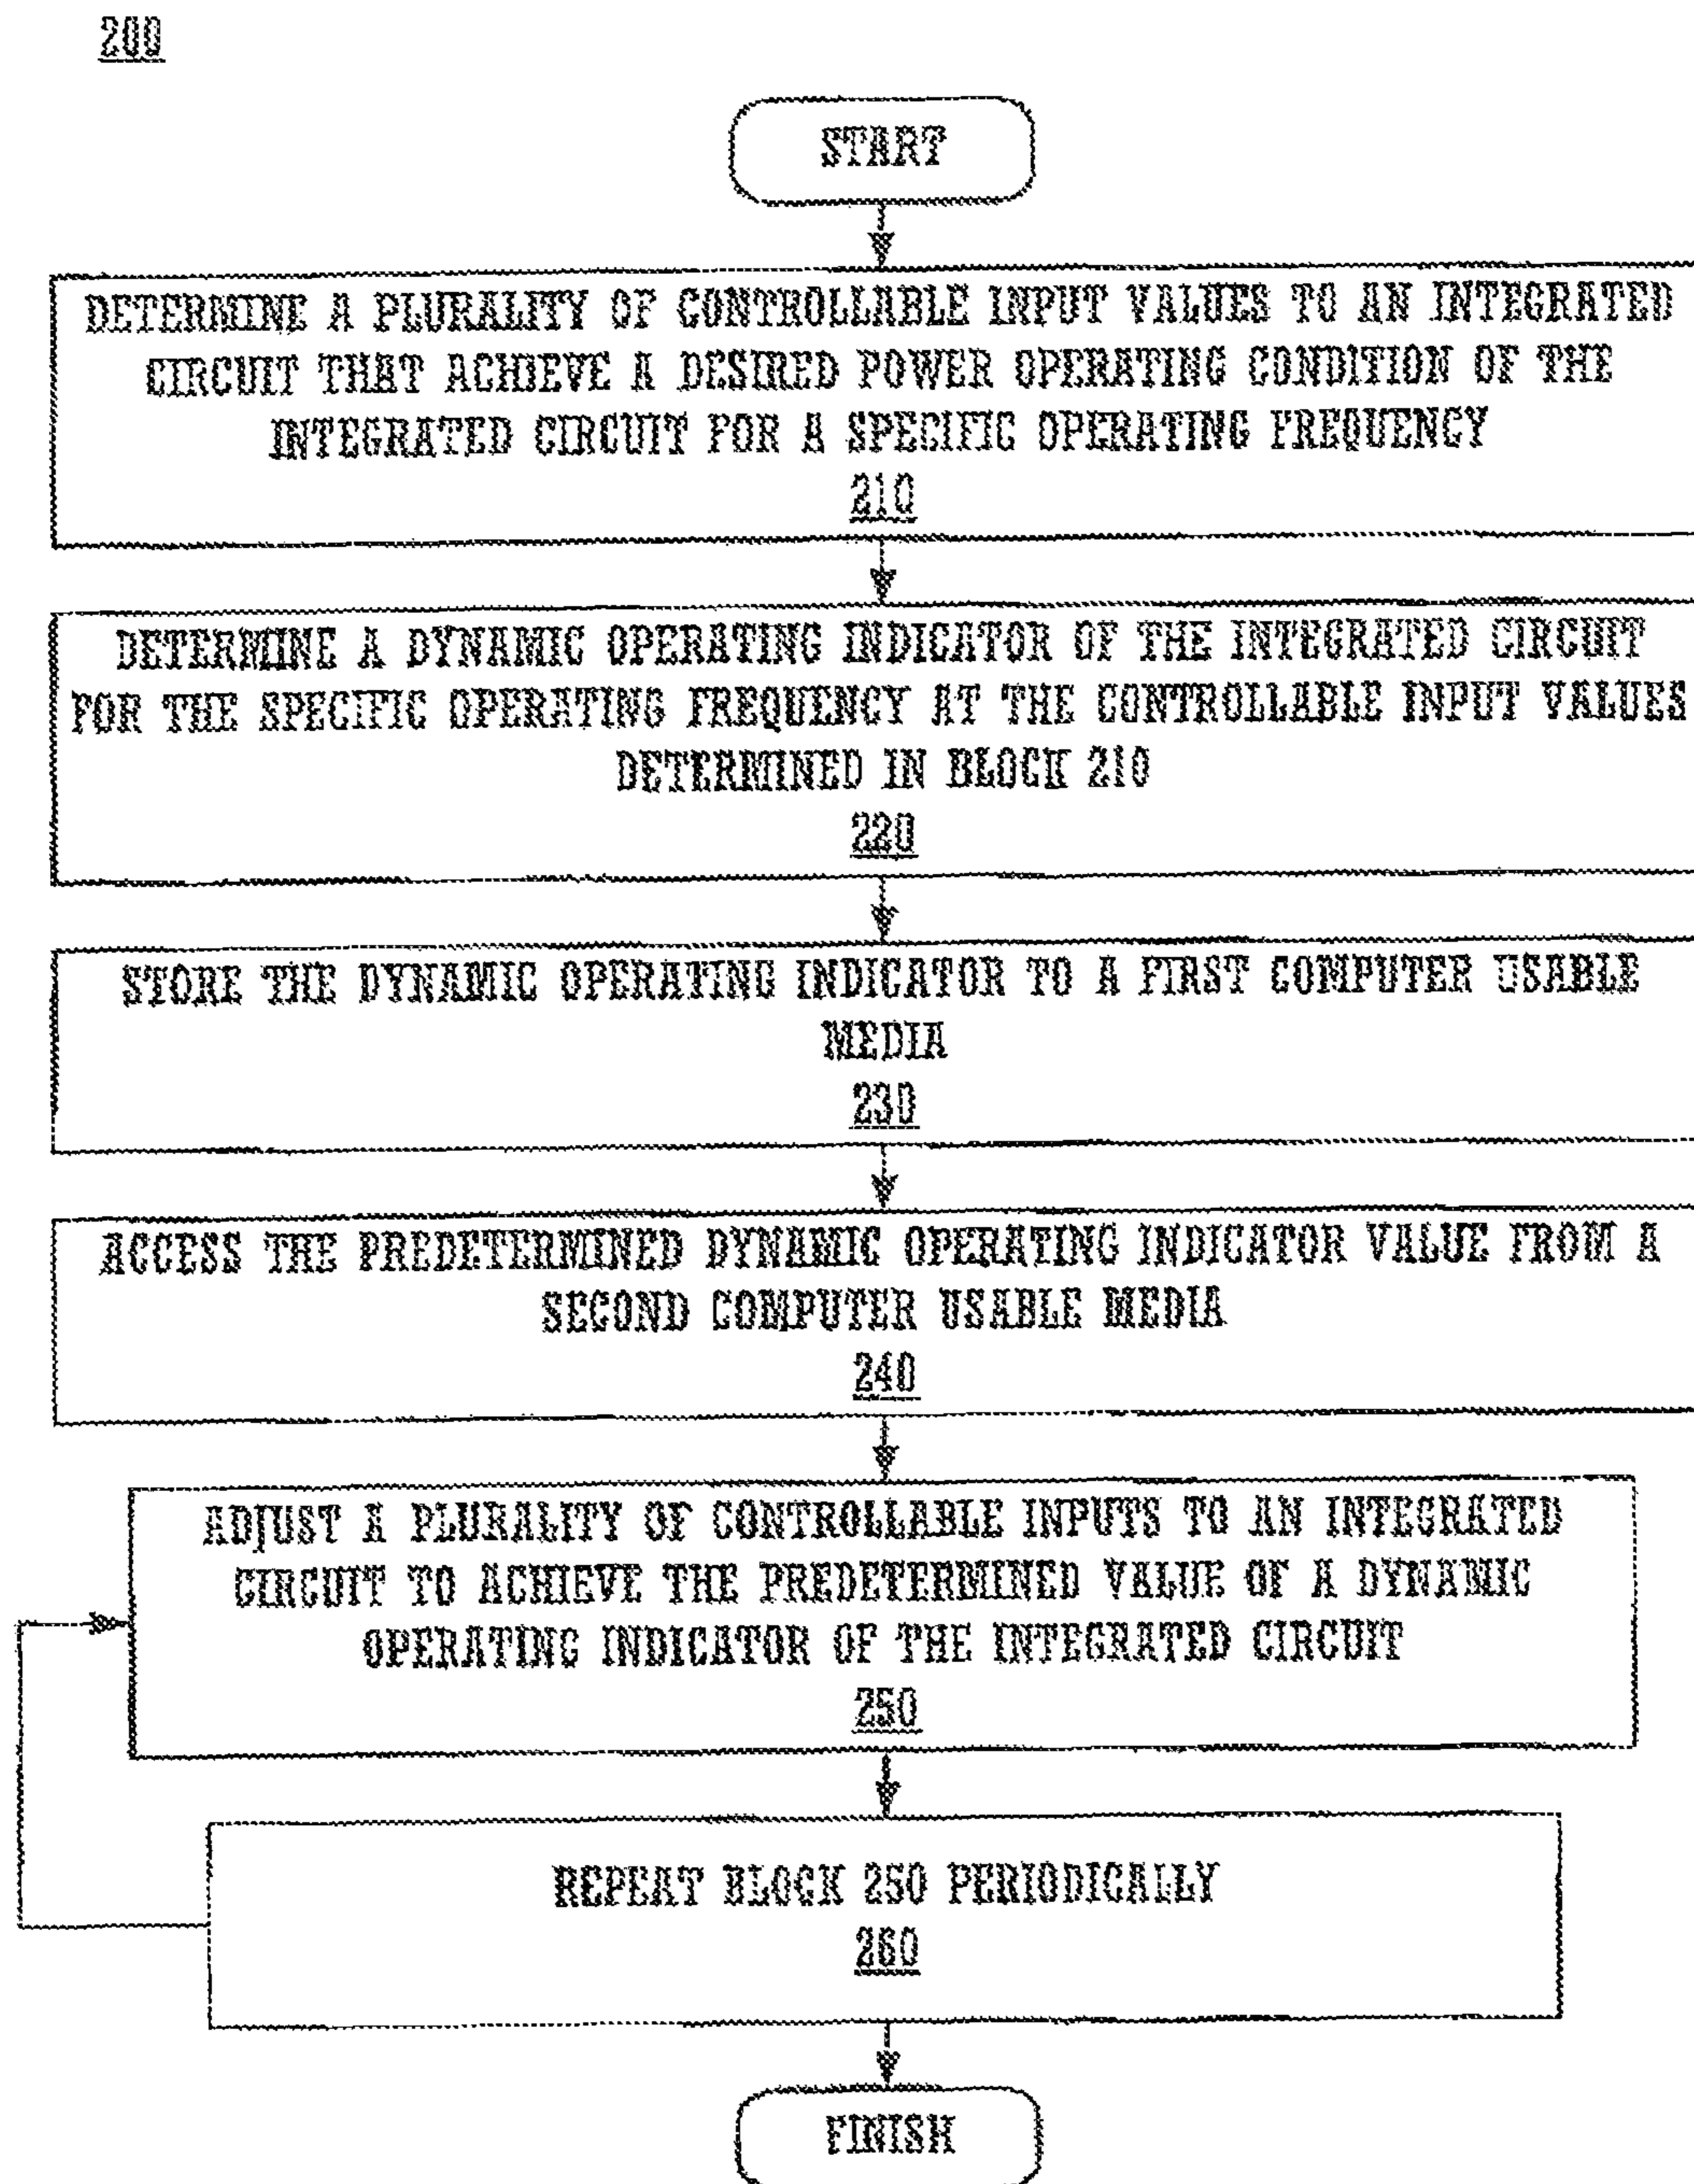 200
START
DETERMINE A PLURALITY OF CONTROLLABLE INPUT VALUES TO AN INTEGRATED
CIRCUIT THAT ACHIEVE A DESIRED POWER OPERATING CONDITION OF THE
INTEGRATED CIRCUIT FOR A SPECIFIC OPERATING FREQUENCY
210
DETERMINE A DYNAMIC OPERATING INDICATOR OF THE INTEGRATED CIRCUIT
FOR THE SPECIFIC OPERATING FREQUENCY AT THE CONTROLLABLE INPUT VALUES
DETERMINED IN BLOCK 210
220
STORE THE DYNAMIC OPERATING INDICATOR TO A FIRST COMPUTER USABLE
MEDIA
230
ACCESS THE PREDETERMINED DYNAMIC OPERATING INDICATOR VALUE FROM A
SECOND COMPUTER USABLE MEDIA
240
ADJUST A PLURALITY OF CONTROLLABLE INPUTS TO AN INTEGRATED
CIRCUIT TO ACHIEVE THE PREDETERMINED VALUE OF A DYNAMIC
OPERATING INDICATOR OF THE INTEGRATED CIRCUIT
250
REPEAT BLOCK 250 PERIODICALLY
260
FINISH